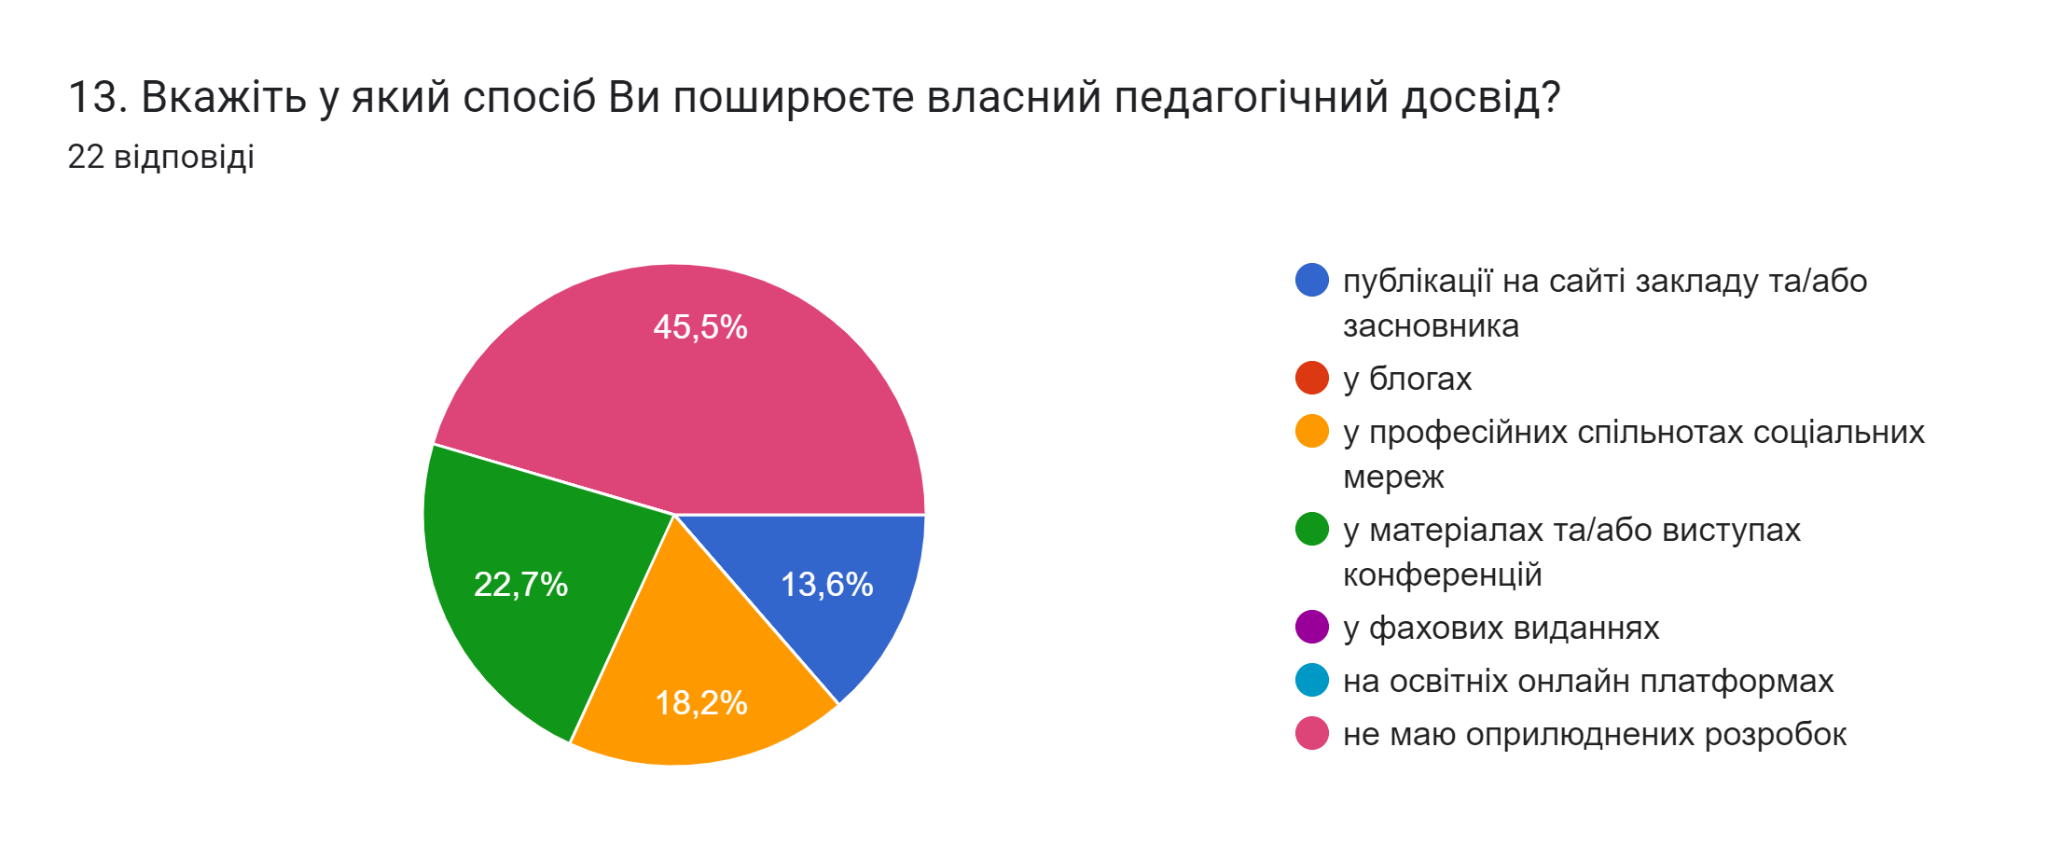 13. Вкажіть у який спосіб Ви поширюєте власний педагогічний досвід?
22 відповіді
45,5%
22,7%
13,6%
18,2%
публікації на сайті закладу та/або
засновника
у блогах
у професійних спільнотах соціальних
мереж
у матеріалах та/або виступах
конференцій
у фахових виданнях
на освітніх онлайн платформах
не маю оприлюднених розробок